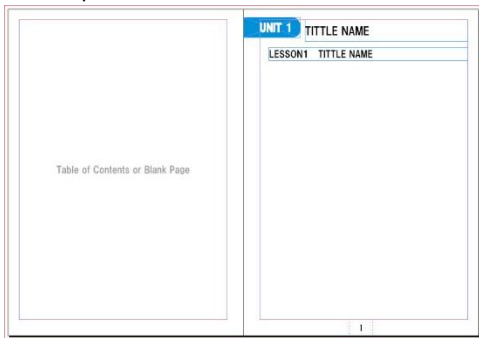 Table of Contents or Blank Page
UNIT 1 TITTLE NAME
LESSON1 TITTLE NAME
1